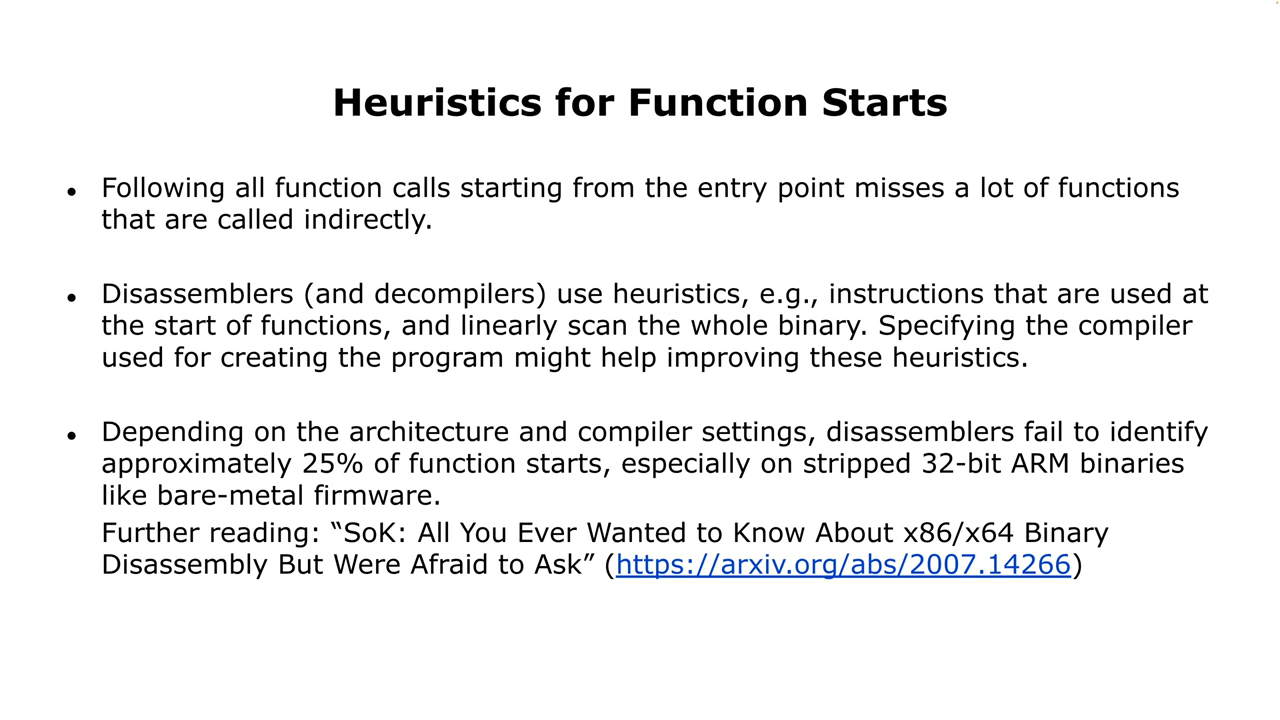 Heuristics for Function Starts
● Following all function calls starting from the entry point misses a lot of functions
that are called indirectly.
● Disassemblers (and decompilers) use heuristics, e.g., instructions that are used at
the start of functions, and linearly scan the whole binary. Specifying the compiler
used for creating the program might help improving these heuristics.
● Depending on the architecture and compiler settings, disassemblers fail to identify
approximately 25% of function starts, especially on stripped 32-bit ARM binaries
like bare-metal firmware.
Further reading: “SoK: All You Ever Wanted to Know About x86/x64 Binary
Disassembly But Were Afraid to Ask” (https://arxiv.org/abs/2007.14266)